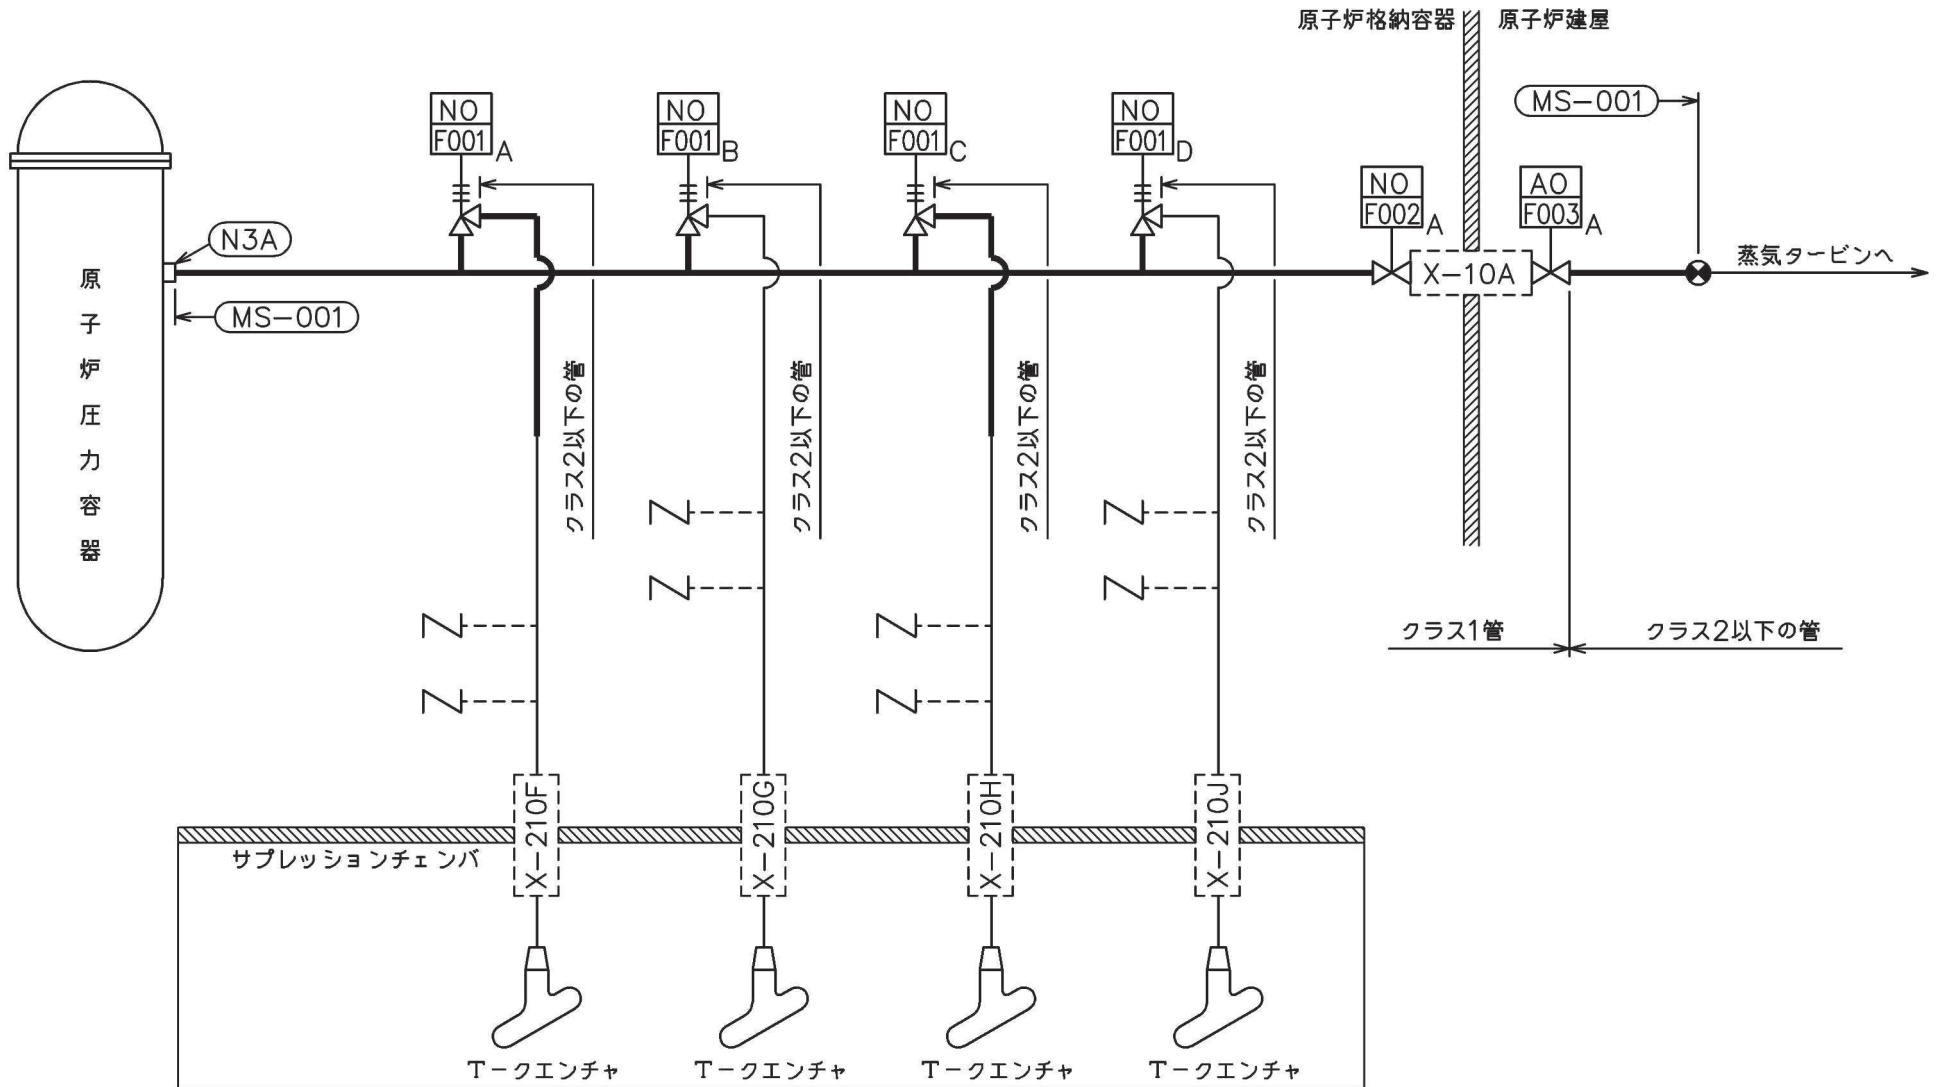 原子炉格納容器
原子炉建屋
NO
F001
A
NO
F001
B
NO
F001
C
NO
F001
D
MS-001
NO
F002
A
AO
F003
A
N3A
X-10A
蒸気タービンへ
MS-001
原子炉圧力容器
クラス2以下の管
クラス2以下の管
クラス2以下の管
クラス2以下の管
クラス1管
クラス2以下の管
X-210F
X-210G
X-210H
X-210J
サプレッションチェンバ
T-クエンチャ
T-クエンチャ
T-クエンチャ
T-クエンチャ